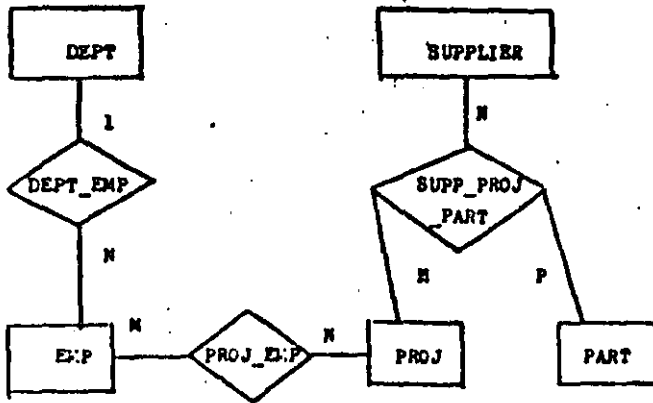 DEPT
SUPPLIER
1
N
DEPT_EMP
SUPP_PROJ
_PART
N
M
P
M
N
EMP
PROJ_EMP
PROJ
PART